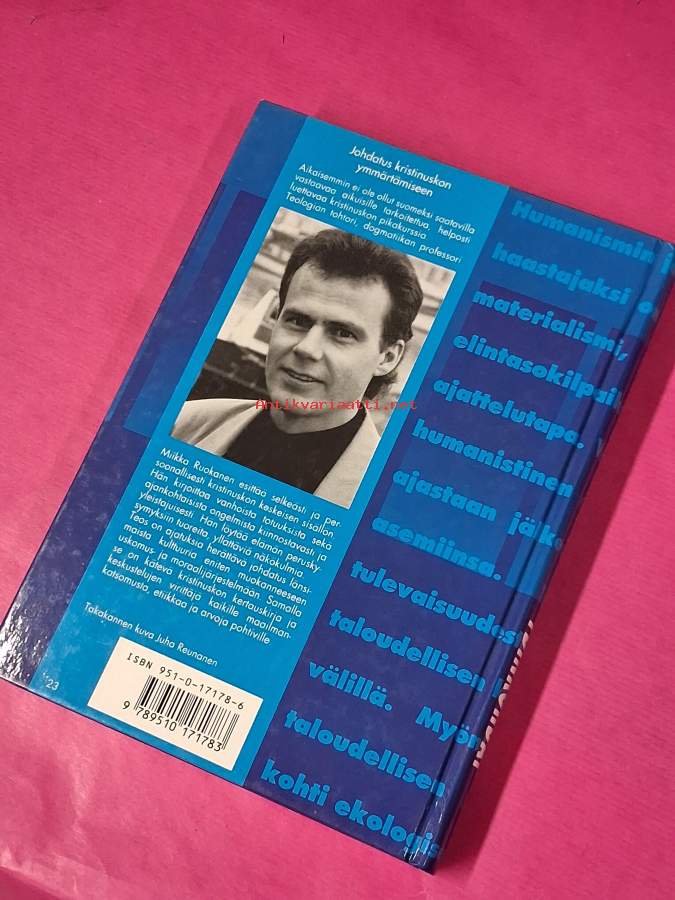 Johdatus kristinuskon
ymmärtämiseen
Aikaisemmin ei ole ollut suomeksi saatavilla
vastaavaa aikuisille tarkoitettua, helposti
luettavaa kristinuskon pikakurssia.
Teologian tohtori, dogmatiikan professori
Antikvariaatti.net
Miikka Ruokanen esittää selkeästi ja per-
soonallisesti kristinuskon keskeisen sisällön.
Hän kirjoittaa vanhoista totuuksista sekä
ajankohtaisista ongelmista kiinnostavasti ja
yleistajuisesti. Hän löytää elämän perusky-
symyksiin tuoreita, yllättäviä näkökulmia.
Teos on ajatuksia herättävä johdatus länsi-
maista kulttuuria eniten muokanneeseen
uskomus- ja moraalijärjestelmään. Samalla
se on kätevä kristinuskon kertauskirja ja
keskustelujen virittäjä kaikille maailman-
katsomusta, etiikkaa ja arvoja pohtiville
Takakannen kuva Juha Reunanen
ISBN 951-0-17178-6
9 789510 171783
Humanismin
haastajaksi
materialismi,
elintasokilpail
ajattelutapa.
humanistinen
ajastaan jälke
asemiinsa.
tulevaisuudes
taloudellisen
välillä. Myön
taloudellisen
kohti ekologis